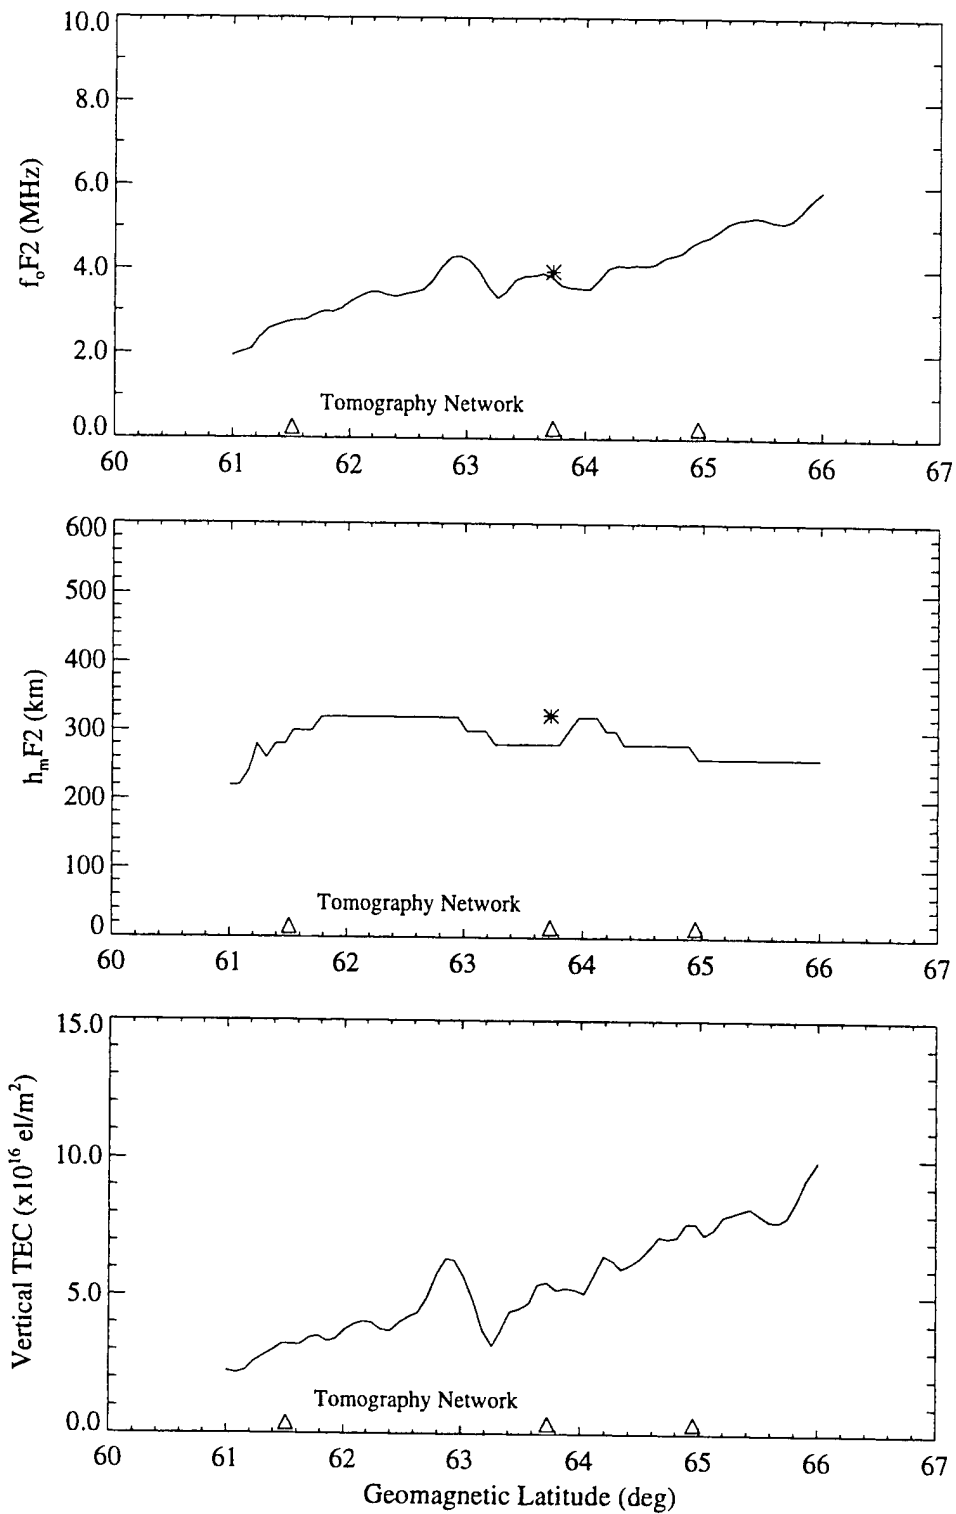 10.0
8.0
6.0
4.0
2.0
0.0
f₀F2 (MHz)
Tomography Network
60 61 62 63 64 65 66 67
600
500
400
300
200
100
0
hₘF2 (km)
Tomography Network
60 61 62 63 64 65 66 67
15.0
10.0
5.0
0.0
Vertical TEC (x10¹⁶ el/m²)
Tomography Network
60 61 62 63 64 65 66 67
Geomagnetic Latitude (deg)